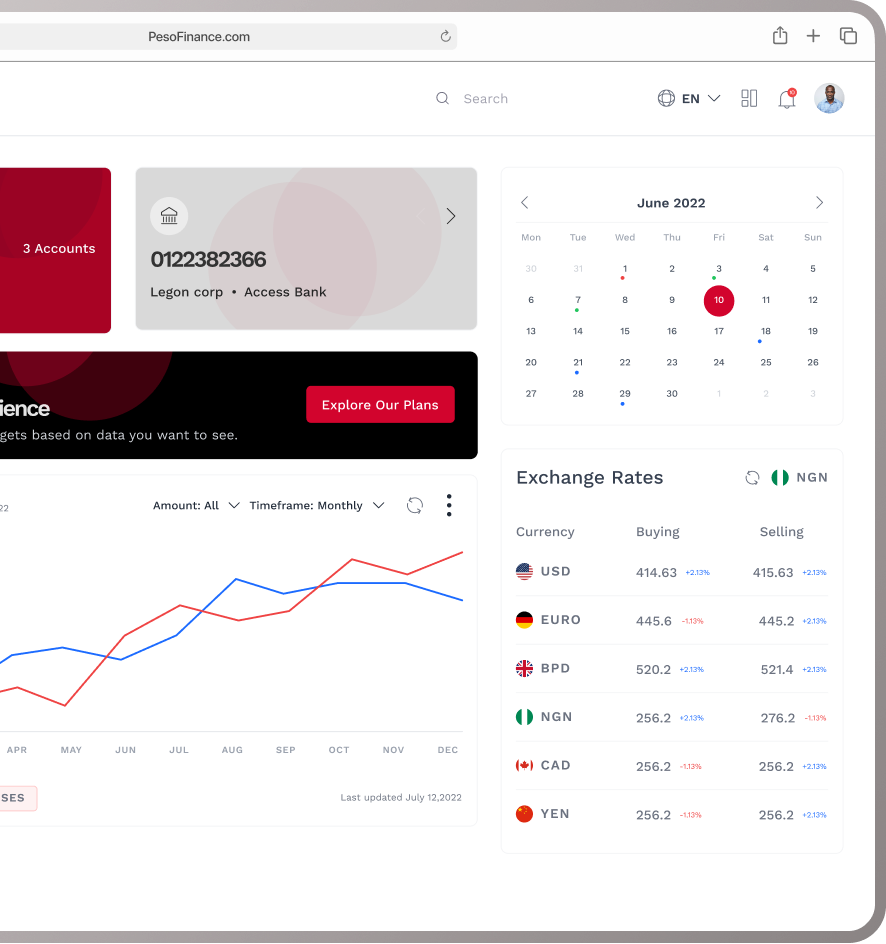 PesoFinance.com
Search
EN
10
3 Accounts
0122382366
Legon corp • Access Bank
ience
gets based on data you want to see.
Explore Our Plans
22
Amount: All
Timeframe: Monthly
APR MAY JUN JUL AUG SEP OCT NOV DEC
SES
Last updated July 12,2022
June 2022
Mon Tue Wed Thu Fri Sat Sun
30 31 1 2 3 4 5
6 7 8 9 10 11 12
13 14 15 16 17 18 19
20 21 22 23 24 25 26
27 28 29 30 1 2 3
Exchange Rates
NGN
Currency Buying Selling
USD 414.63 +2.13% 415.63 +2.13%
EURO 445.6 -1.13% 445.2 +2.13%
BPD 520.2 +2.13% 521.4 +2.13%
NGN 256.2 +2.13% 276.2 -1.13%
CAD 256.2 -1.13% 256.2 +2.13%
YEN 256.2 -1.13% 256.2 +2.13%